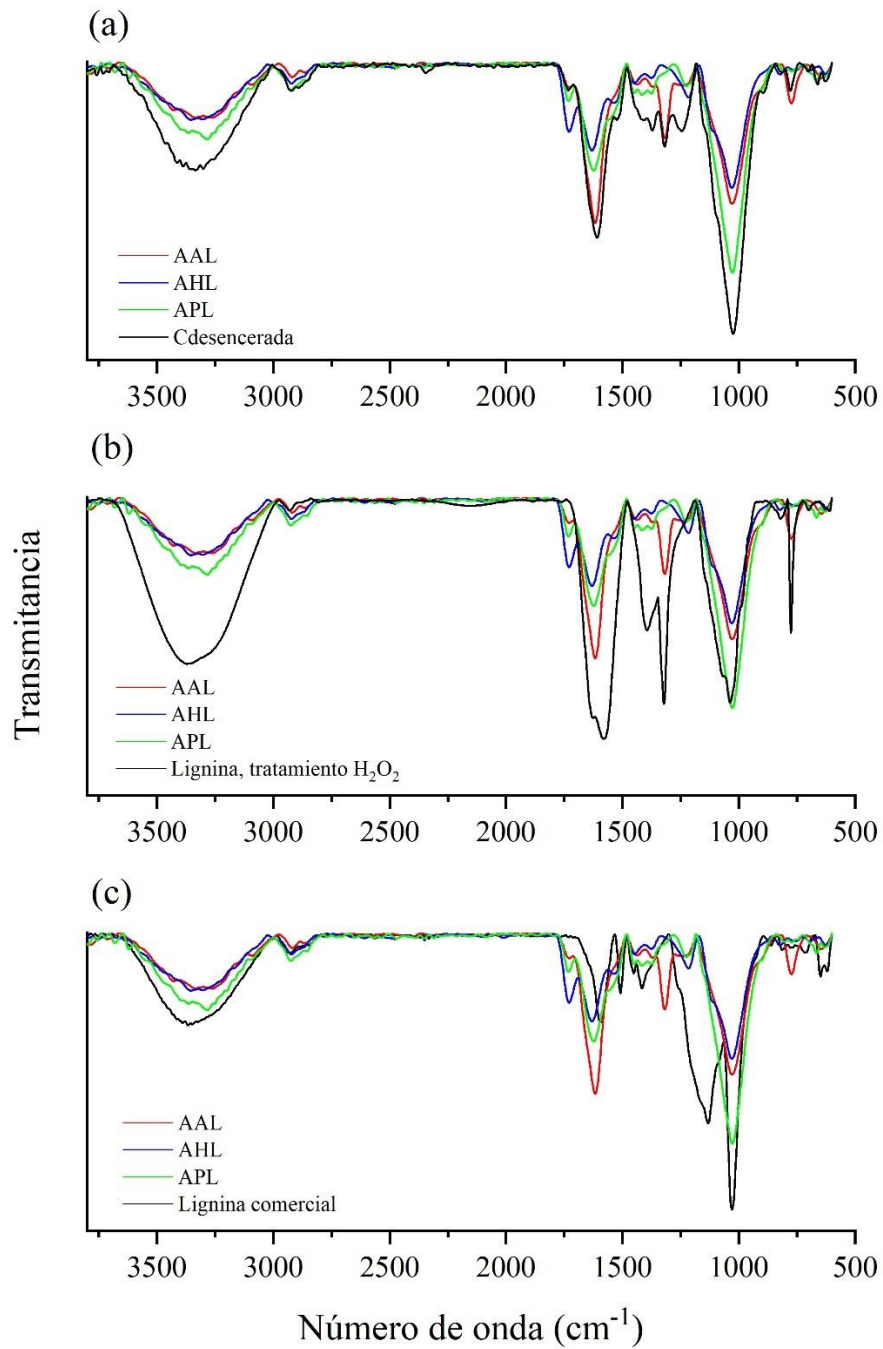 (a)
AAL
AHL
APL
Cdesencerada
3500 3000 2500 2000 1500 1000 500
(b)
AAL
AHL
APL
Lignina, tratamiento H₂O₂
3500 3000 2500 2000 1500 1000 500
(c)
AAL
AHL
APL
Lignina comercial
3500 3000 2500 2000 1500 1000 500
Transmitancia
Número de onda (cm⁻¹)